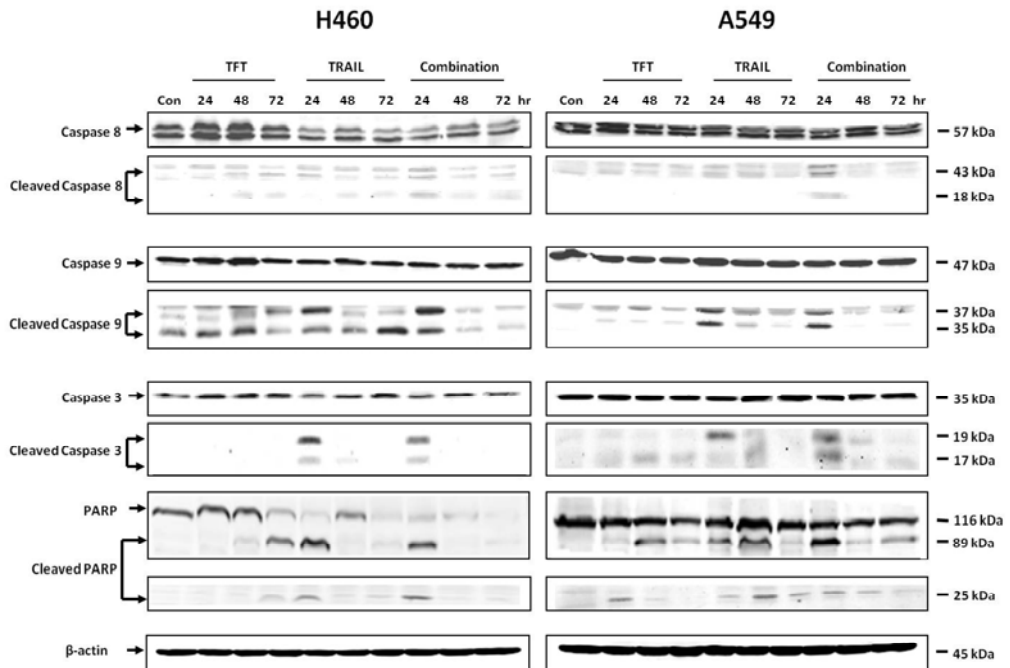 H460 A549
TFT TRAIL Combination TFT TRAIL Combination
Con 24 48 72 24 48 72 24 48 72 hr Con 24 48 72 24 48 72 24 48 72 hr
Caspase 8 57 kDa
43 kDa
Cleaved Caspase 8
18 kDa
Caspase 9 47 kDa
37 kDa
Cleaved Caspase 9
35 kDa
Caspase 3 35 kDa
19 kDa
Cleaved Caspase 3
17 kDa
PARP 116 kDa
89 kDa
Cleaved PARP
25 kDa
β-actin 45 kDa